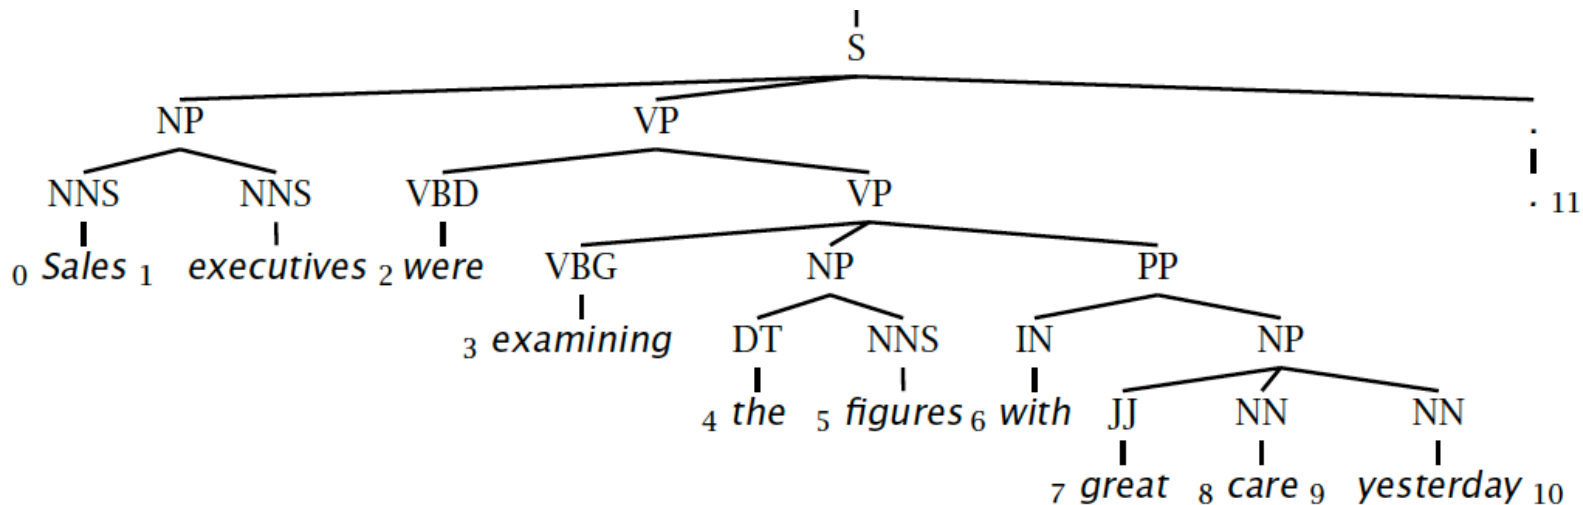 S
NP VP .
NNS NNS VBD VP . 11
0 Sales 1 executives 2 were VBG NP PP
3 examining DT NNS IN NP
4 the 5 figures 6 with JJ NN NN
7 great 8 care 9 yesterday 10